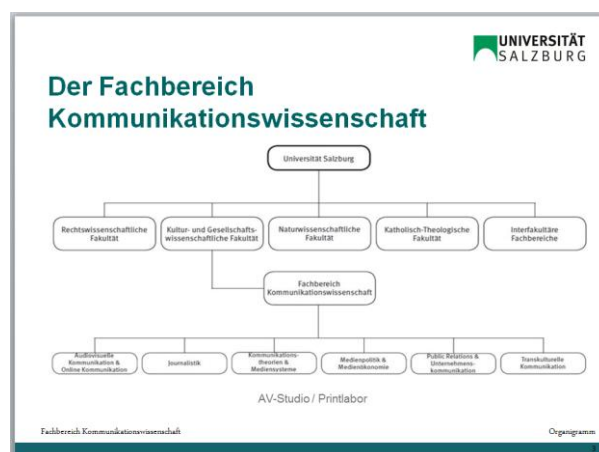 UNIVERSITÄT
SALZBURG
Der Fachbereich
Kommunikationswissenschaft
Universität Salzburg
Rechtswissenschaftliche
Fakultät
Kultur- und Gesellschafts-
wissenschaftliche Fakultät
Naturwissenschaftliche
Fakultät
Katholisch-Theologische
Fakultät
Interfakultäre
Fachbereiche
Fachbereich
Kommunikationswissenschaft
Audiovisuelle
Kommunikation &
Online Kommunikation
Journalistik
Kommunikations-
theorien &
Mediensysteme
Medienpolitik &
Medienökonomie
Public Relations &
Unternehmens-
kommunikation
Transkulturelle
Kommunikation
AV-Studio / Printlabor
Fachbereich Kommunikationswissenschaft
Organigramm